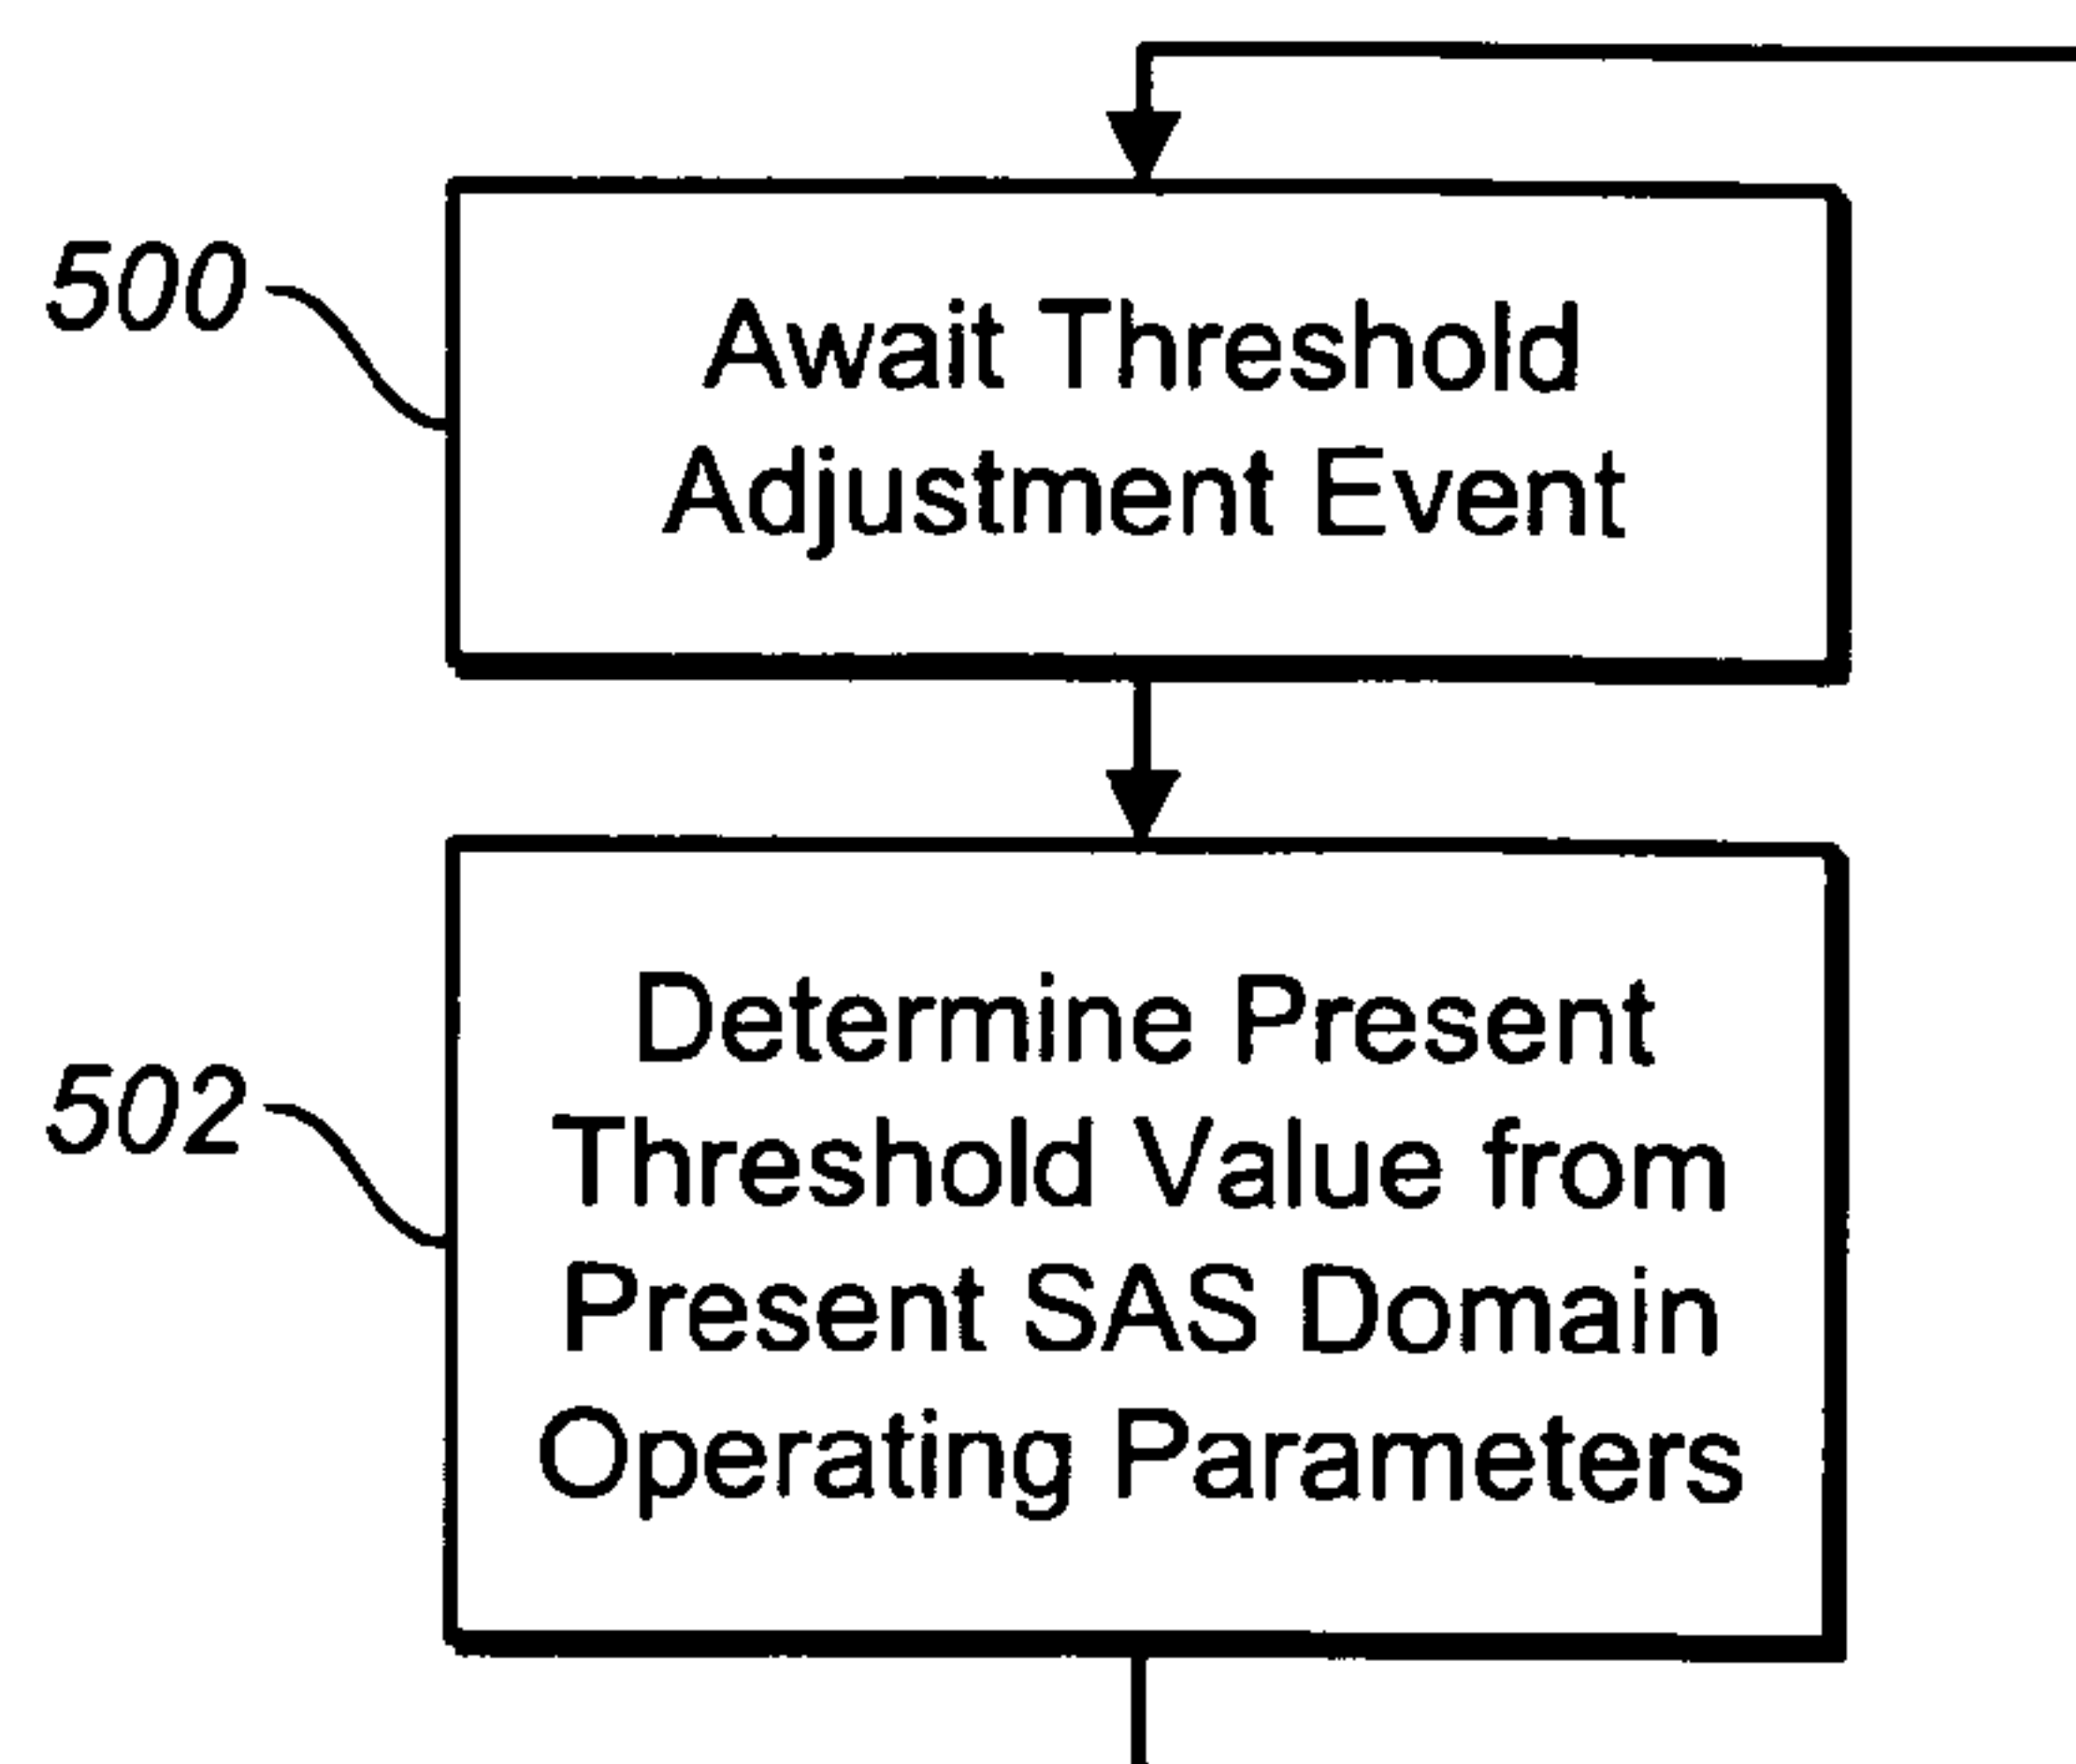 500
Await Threshold
Adjustment Event
502
Determine Present
Threshold Value from
Present SAS Domain
Operating Parameters